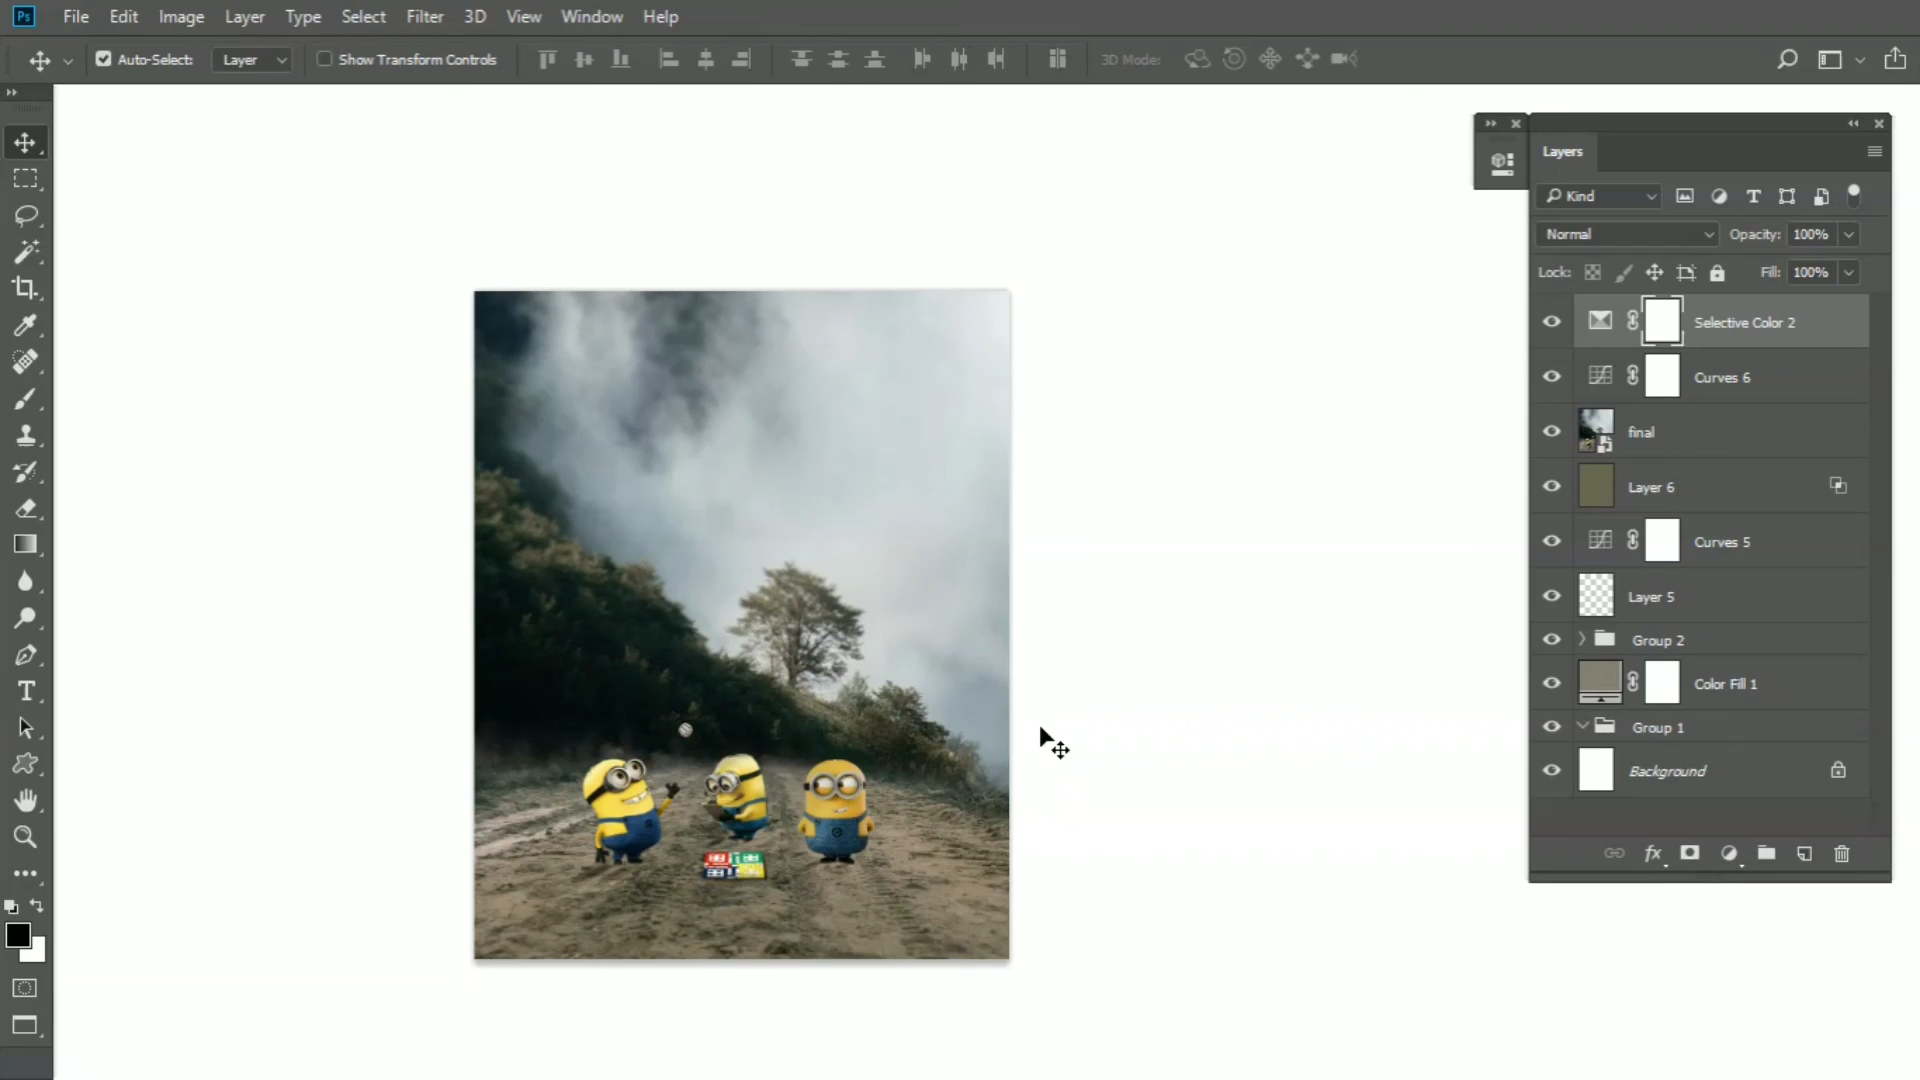 Ps File Edit Image Layer Type Select Filter 3D View Window Help
Auto-Select: Layer Show Transform Controls 3D Mode:
Layers
Kind
Normal Opacity: 100%
Lock: Fill: 100%
Selective Color 2
Curves 6
final
Layer 6
Curves 5
Layer 5
Group 2
Color Fill 1
Group 1
Background
fx